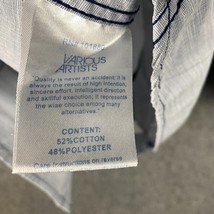 VARIOUS
ARTISTS
"Quality is never an accident; it is
always the result of high intention,
sincere effort, intelligent direction
and skillful execution; it represents
the wise choice among many
alternatives."
CONTENT:
52%COTTON
48%POLYESTER
Care Instructions on reverse